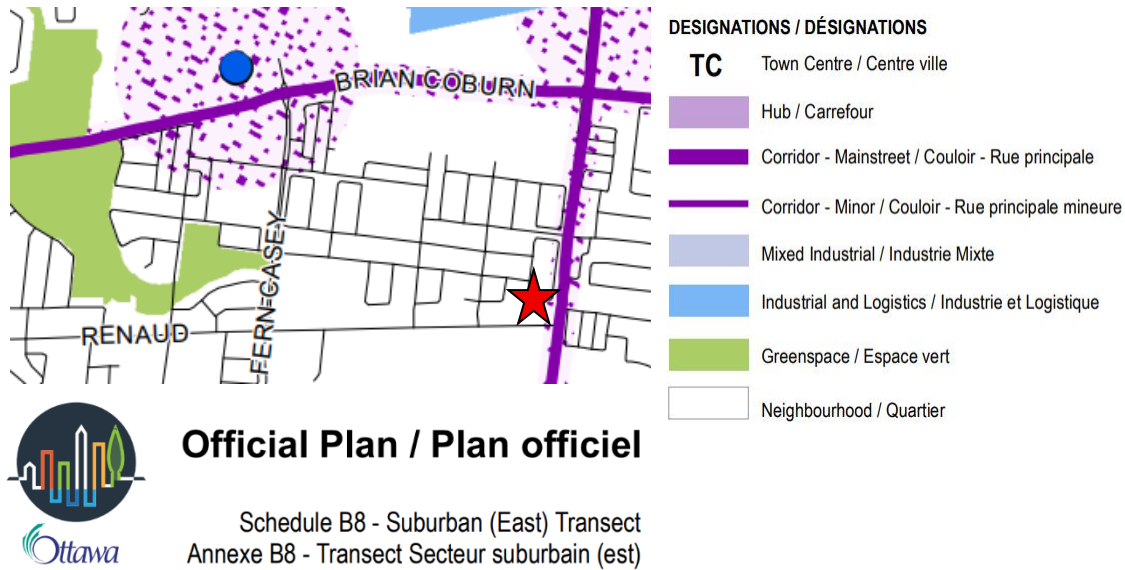 BRIAN COBURN
FERN CASEY
RENAUD
DESIGNATIONS / DÉSIGNATIONS
TC Town Centre / Centre ville
Hub / Carrefour
Corridor - Mainstreet / Couloir - Rue principale
Corridor - Minor / Couloir - Rue principale mineure
Mixed Industrial / Industrie Mixte
Industrial and Logistics / Industrie et Logistique
Greenspace / Espace vert
Neighbourhood / Quartier
Official Plan / Plan officiel
Schedule B8 - Suburban (East) Transect
Annexe B8 - Transect Secteur suburbain (est)
Ottawa